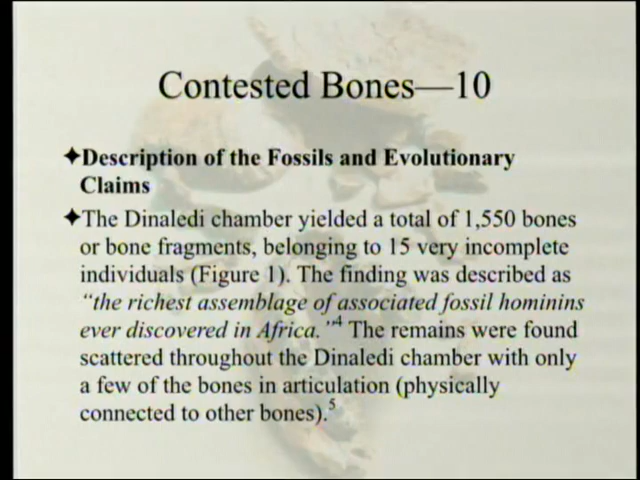 Contested Bones—10
✦Description of the Fossils and Evolutionary
Claims
✦The Dinaledi chamber yielded a total of 1,550 bones
or bone fragments, belonging to 15 very incomplete
individuals (Figure 1). The finding was described as
“the richest assemblage of associated fossil hominins
ever discovered in Africa.”4 The remains were found
scattered throughout the Dinaledi chamber with only
a few of the bones in articulation (physically
connected to other bones).5